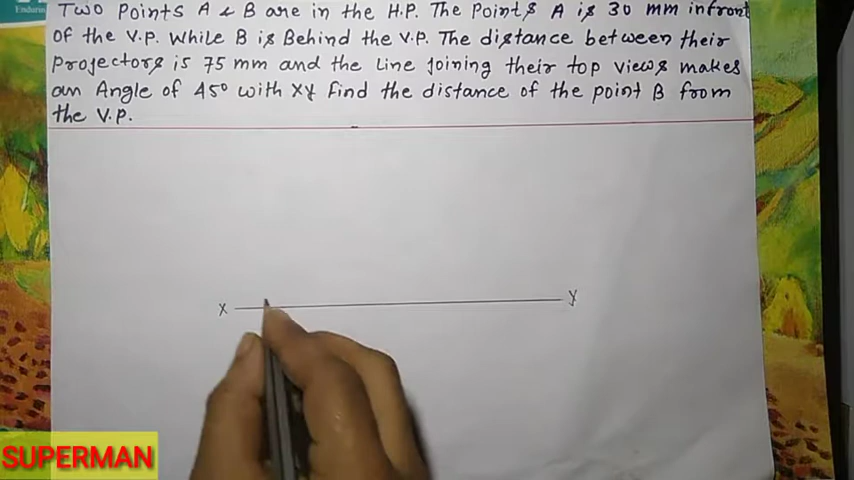 Two Points A & B are in the H.P. The Points A is 30 mm infront
of the V.P. While B is Behind the V.P. The distance between their
Projectors is 75 mm and the Line joining their top views makes
an Angle of 45° with XY Find the distance of the point B from
the V.P.
X Y
SUPERMAN